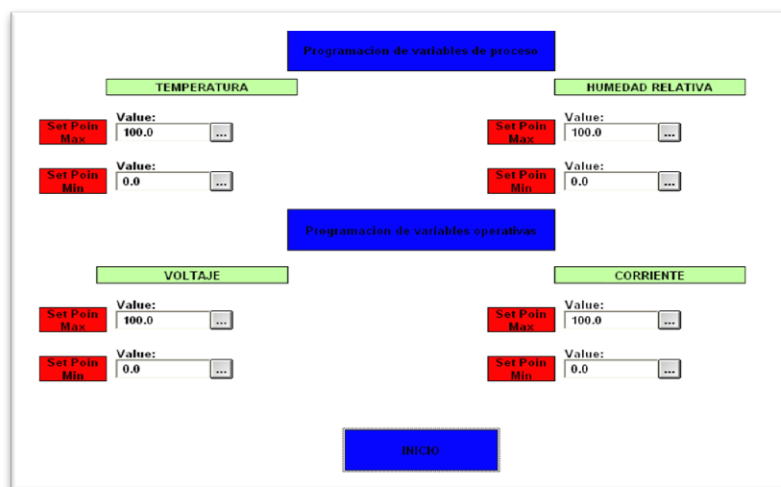 Programacion de variables de proceso
TEMPERATURA
HUMEDAD RELATIVA
Set Poin
Max
Value:
100.0
...
Set Poin
Max
Value:
100.0
...
Set Poin
Min
Value:
0.0
...
Set Poin
Min
Value:
0.0
...
Programacion de variables operativas
VOLTAJE
CORRIENTE
Set Poin
Max
Value:
100.0
...
Set Poin
Max
Value:
100.0
...
Set Poin
Min
Value:
0.0
...
Set Poin
Min
Value:
0.0
...
INICIO